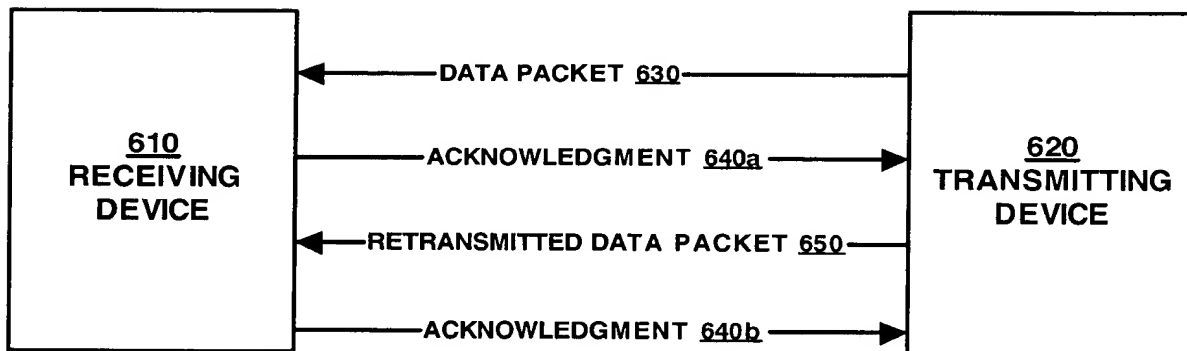 610
RECEIVING
DEVICE
DATA PACKET 630
ACKNOWLEDGMENT 640a
RETRANSMITTED DATA PACKET 650
ACKNOWLEDGMENT 640b
620
TRANSMITTING
DEVICE